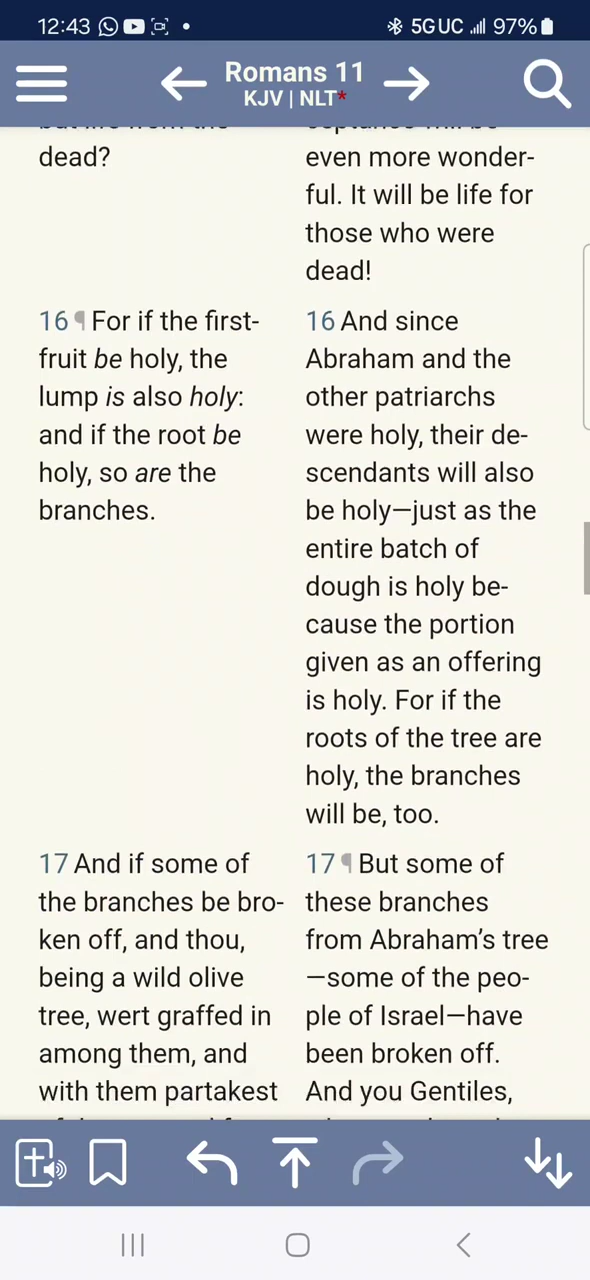 12:43
5G UC 97%
Romans 11
KJV | NLT*
dead?
16 ¶ For if the first-
fruit be holy, the
lump is also holy:
and if the root be
holy, so are the
branches.
17 And if some of
the branches be bro-
ken off, and thou,
being a wild olive
tree, wert graffed in
among them, and
with them partakest
even more wonder-
ful. It will be life for
those who were
dead!
16 And since
Abraham and the
other patriarchs
were holy, their de-
scendants will also
be holy—just as the
entire batch of
dough is holy be-
cause the portion
given as an offering
is holy. For if the
roots of the tree are
holy, the branches
will be, too.
17 ¶ But some of
these branches
from Abraham's tree
—some of the peo-
ple of Israel—have
been broken off.
And you Gentiles,